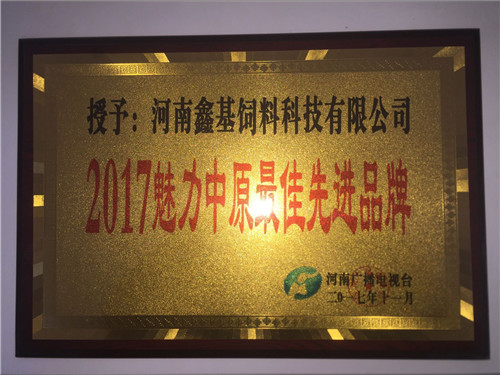 授予：河南鑫基饲料科技有限公司
2017魅力中原最佳先进品牌
河南广播电视台
二〇一七年十一月